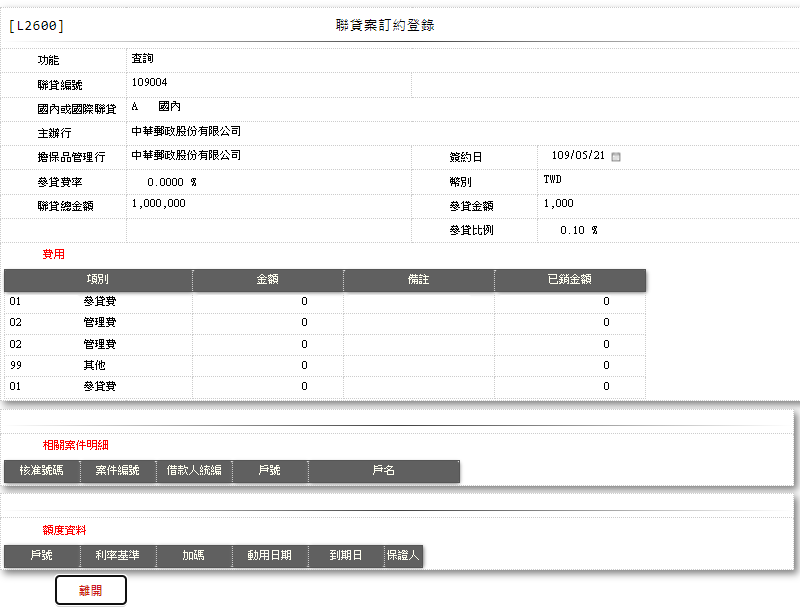 [L2600] 聯貸案訂約登錄
功能 查詢
聯貸編號 109004
國內或國際聯貸 A 國內
主辦行 中華郵政股份有限公司
擔保品管理行 中華郵政股份有限公司 簽約日 109/05/21
參貸費率 0.0000 % 幣別 TWD
聯貸總金額 1,000,000 參貸金額 1,000
參貸比例 0.10 %
費用
項別 金額 備註 已銷金額
01 參貸費 0 0
02 管理費 0 0
02 管理費 0 0
99 其他 0 0
01 參貸費 0 0
相關案件明細
核准號碼 案件編號 借款人統編 戶號 戶名
額度資料
戶號 利率基準 加碼 動用日期 到期日 保證人
離開